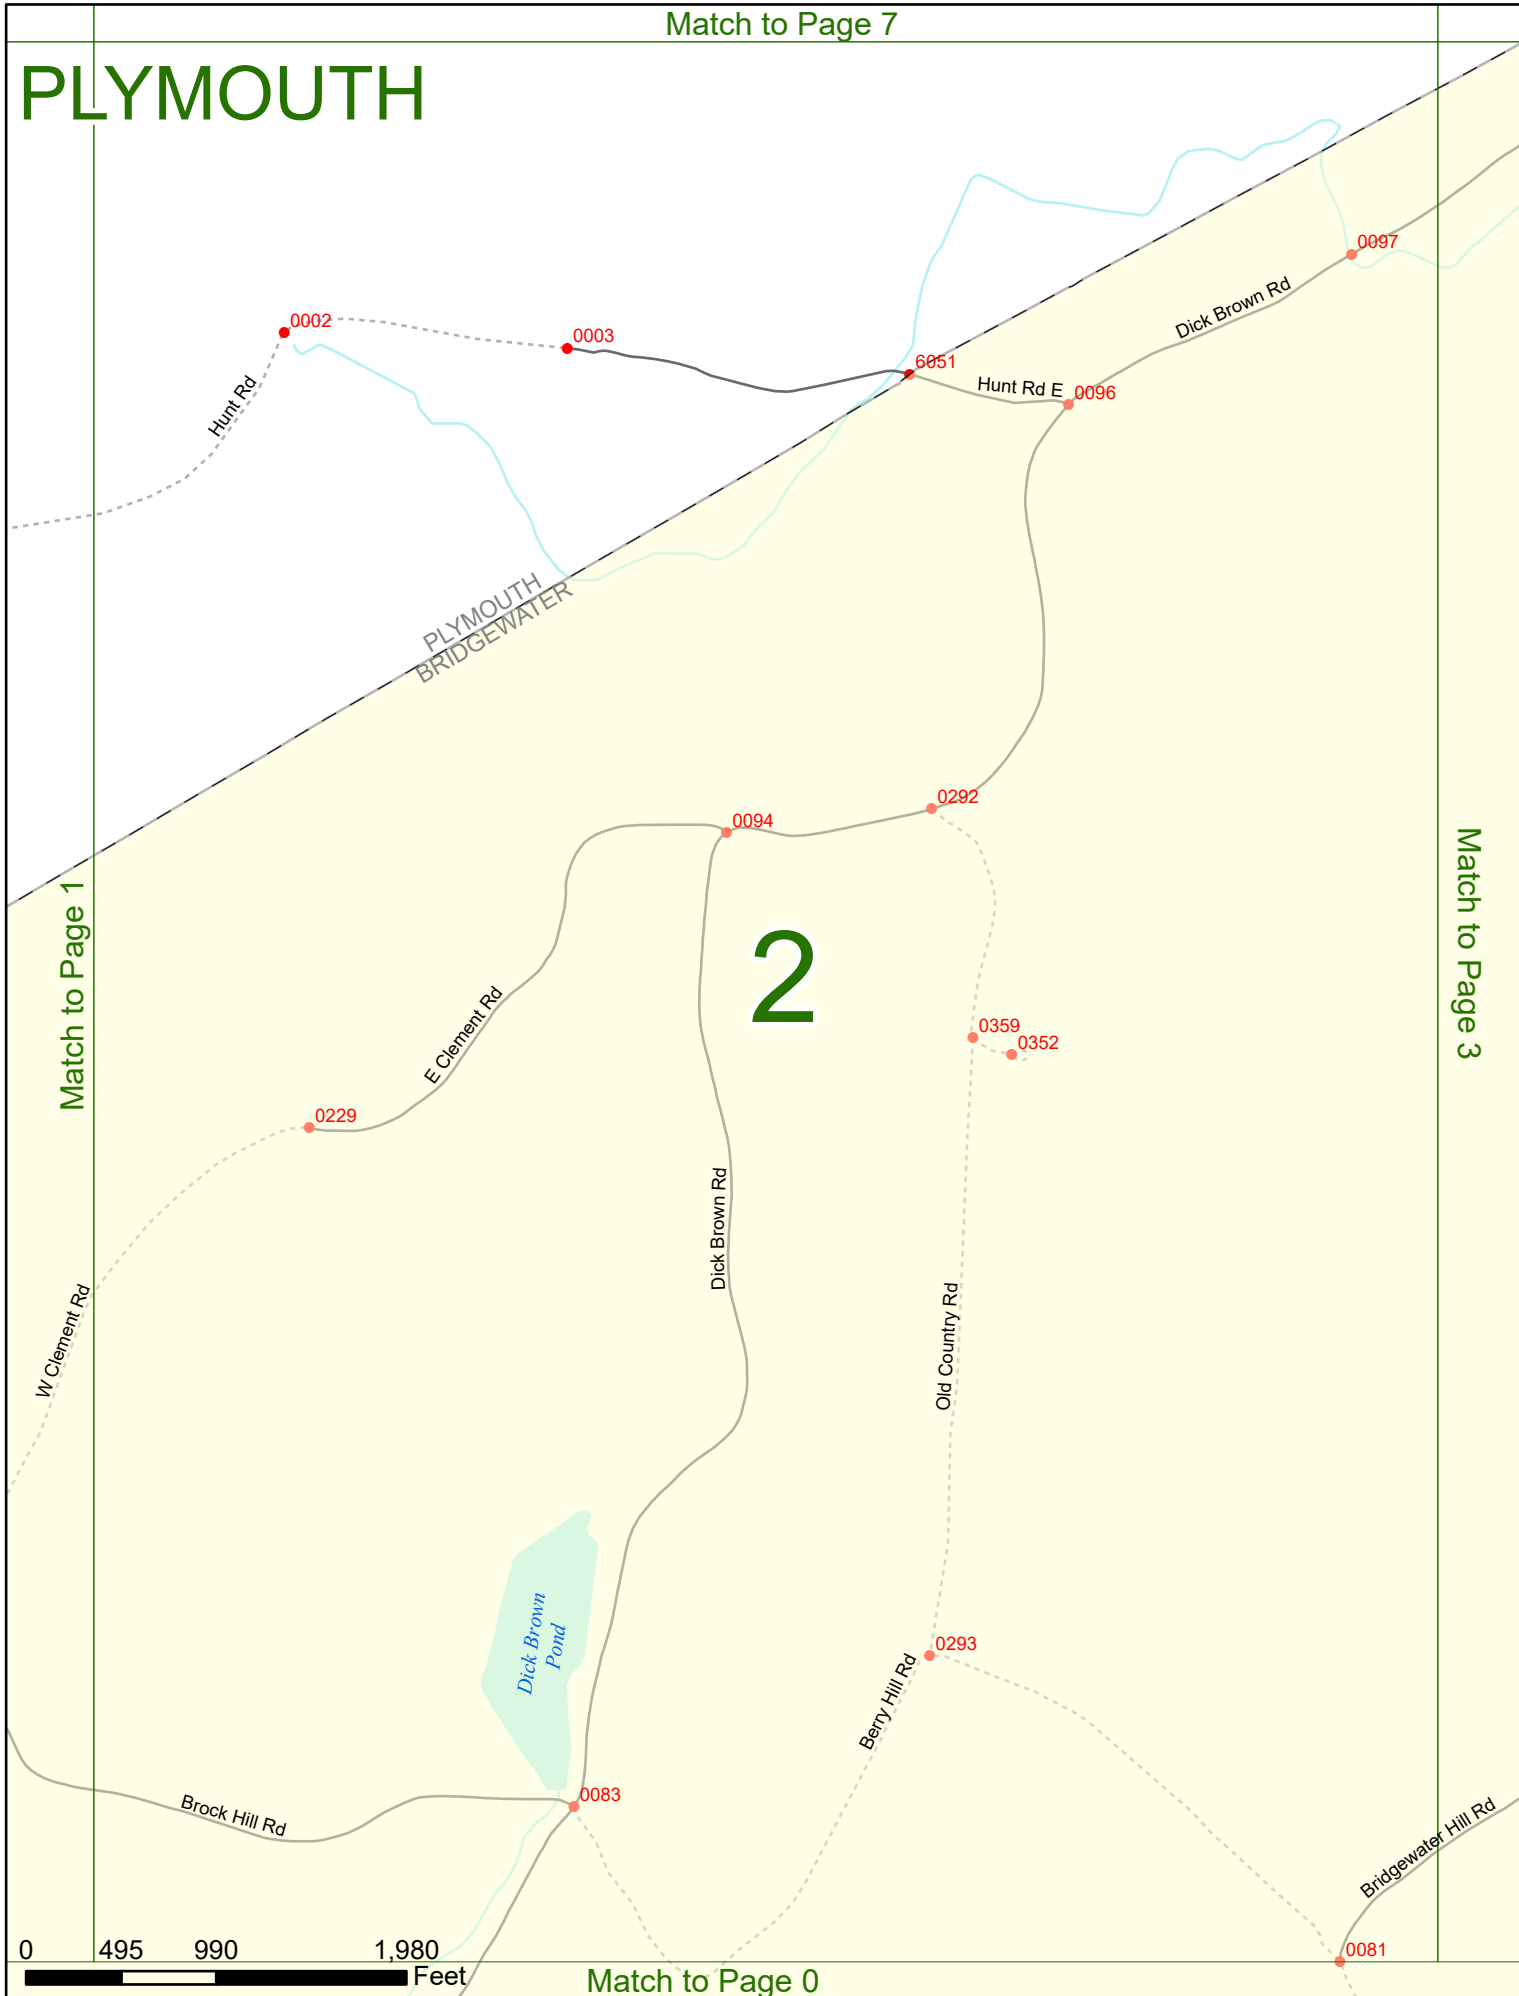 Match to Page 7
PLYMOUTH
0097
Dick Brown Rd
0002
0003
6051
Hunt Rd E
0096
Hunt Rd
PLYMOUTH
BRIDGEWATER
0292
0094
Match to Page 1
Match to Page 3
2
E Clement Rd
0359
0352
0229
Dick Brown Rd
W Clement Rd
Old Country Rd
Dick Brown
Pond
0293
Berry Hill Rd
Brock Hill Rd
0083
Bridgewater Hill Rd
0081
0 495 990 1,980
Feet
Match to Page 0